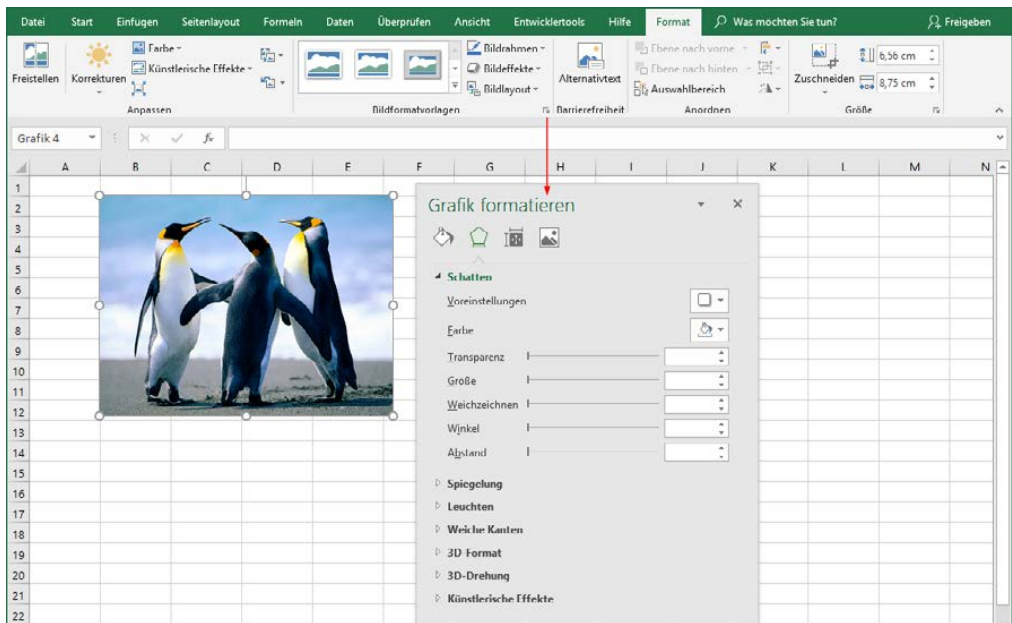 Datei Start Einfugen Seitenlayout Formeln Daten Überprufen Ansicht Entwicklertools Hilfe Format Was mochten Sie tun? Freigeben
Freistellen Korrekturen Farbe Künstlerische Effekte
Bildrahmen
Bildeffekte
Bildlayout
Alternativtext
Ebene nach vorne
Ebene nach hinten
Auswahlbereich
Zuschneiden 6,56 cm
8,75 cm
Anpassen Bildformatvorlagen Barrierefreiheit Anordnen Größe
Grafik 4 fx
A B C D E F G H I J K L M N
1
2
3
4
5
6
7
8
9
10
11
12
13
14
15
16
17
18
19
20
21
22
Grafik formatieren
Schatten
Voreinstellungen
Farbe
Transparenz
Große
Weichzeichnen
Winkel
Abstand
Spiegelung
Leuchten
Weiche Kanten
3D-Format
3D-Drehung
Künstlerische Effekte